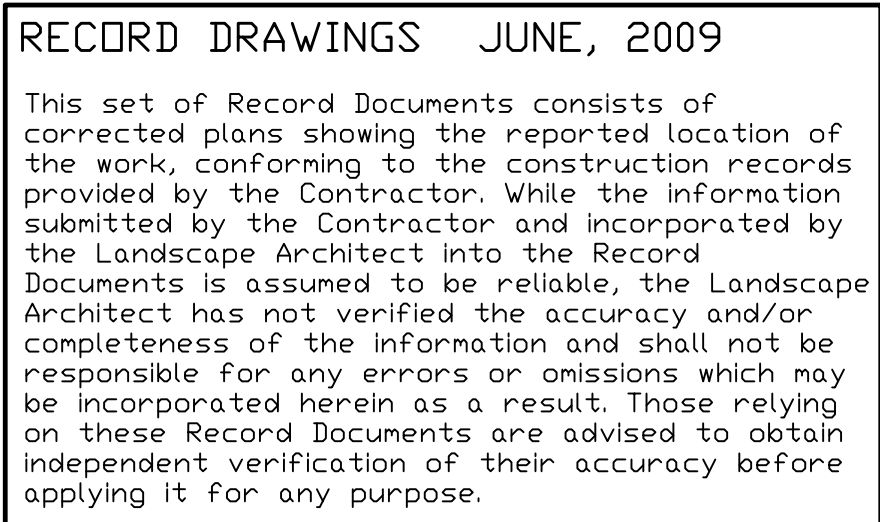 RECORD DRAWINGS JUNE, 2009
This set of Record Documents consists of
corrected plans showing the reported location of
the work, conforming to the construction records
provided by the Contractor. While the information
submitted by the Contractor and incorporated by
the Landscape Architect into the Record
Documents is assumed to be reliable, the Landscape
Architect has not verified the accuracy and/or
completeness of the information and shall not be
responsible for any errors or omissions which may
be incorporated herein as a result. Those relying
on these Record Documents are advised to obtain
independent verification of their accuracy before
applying it for any purpose.